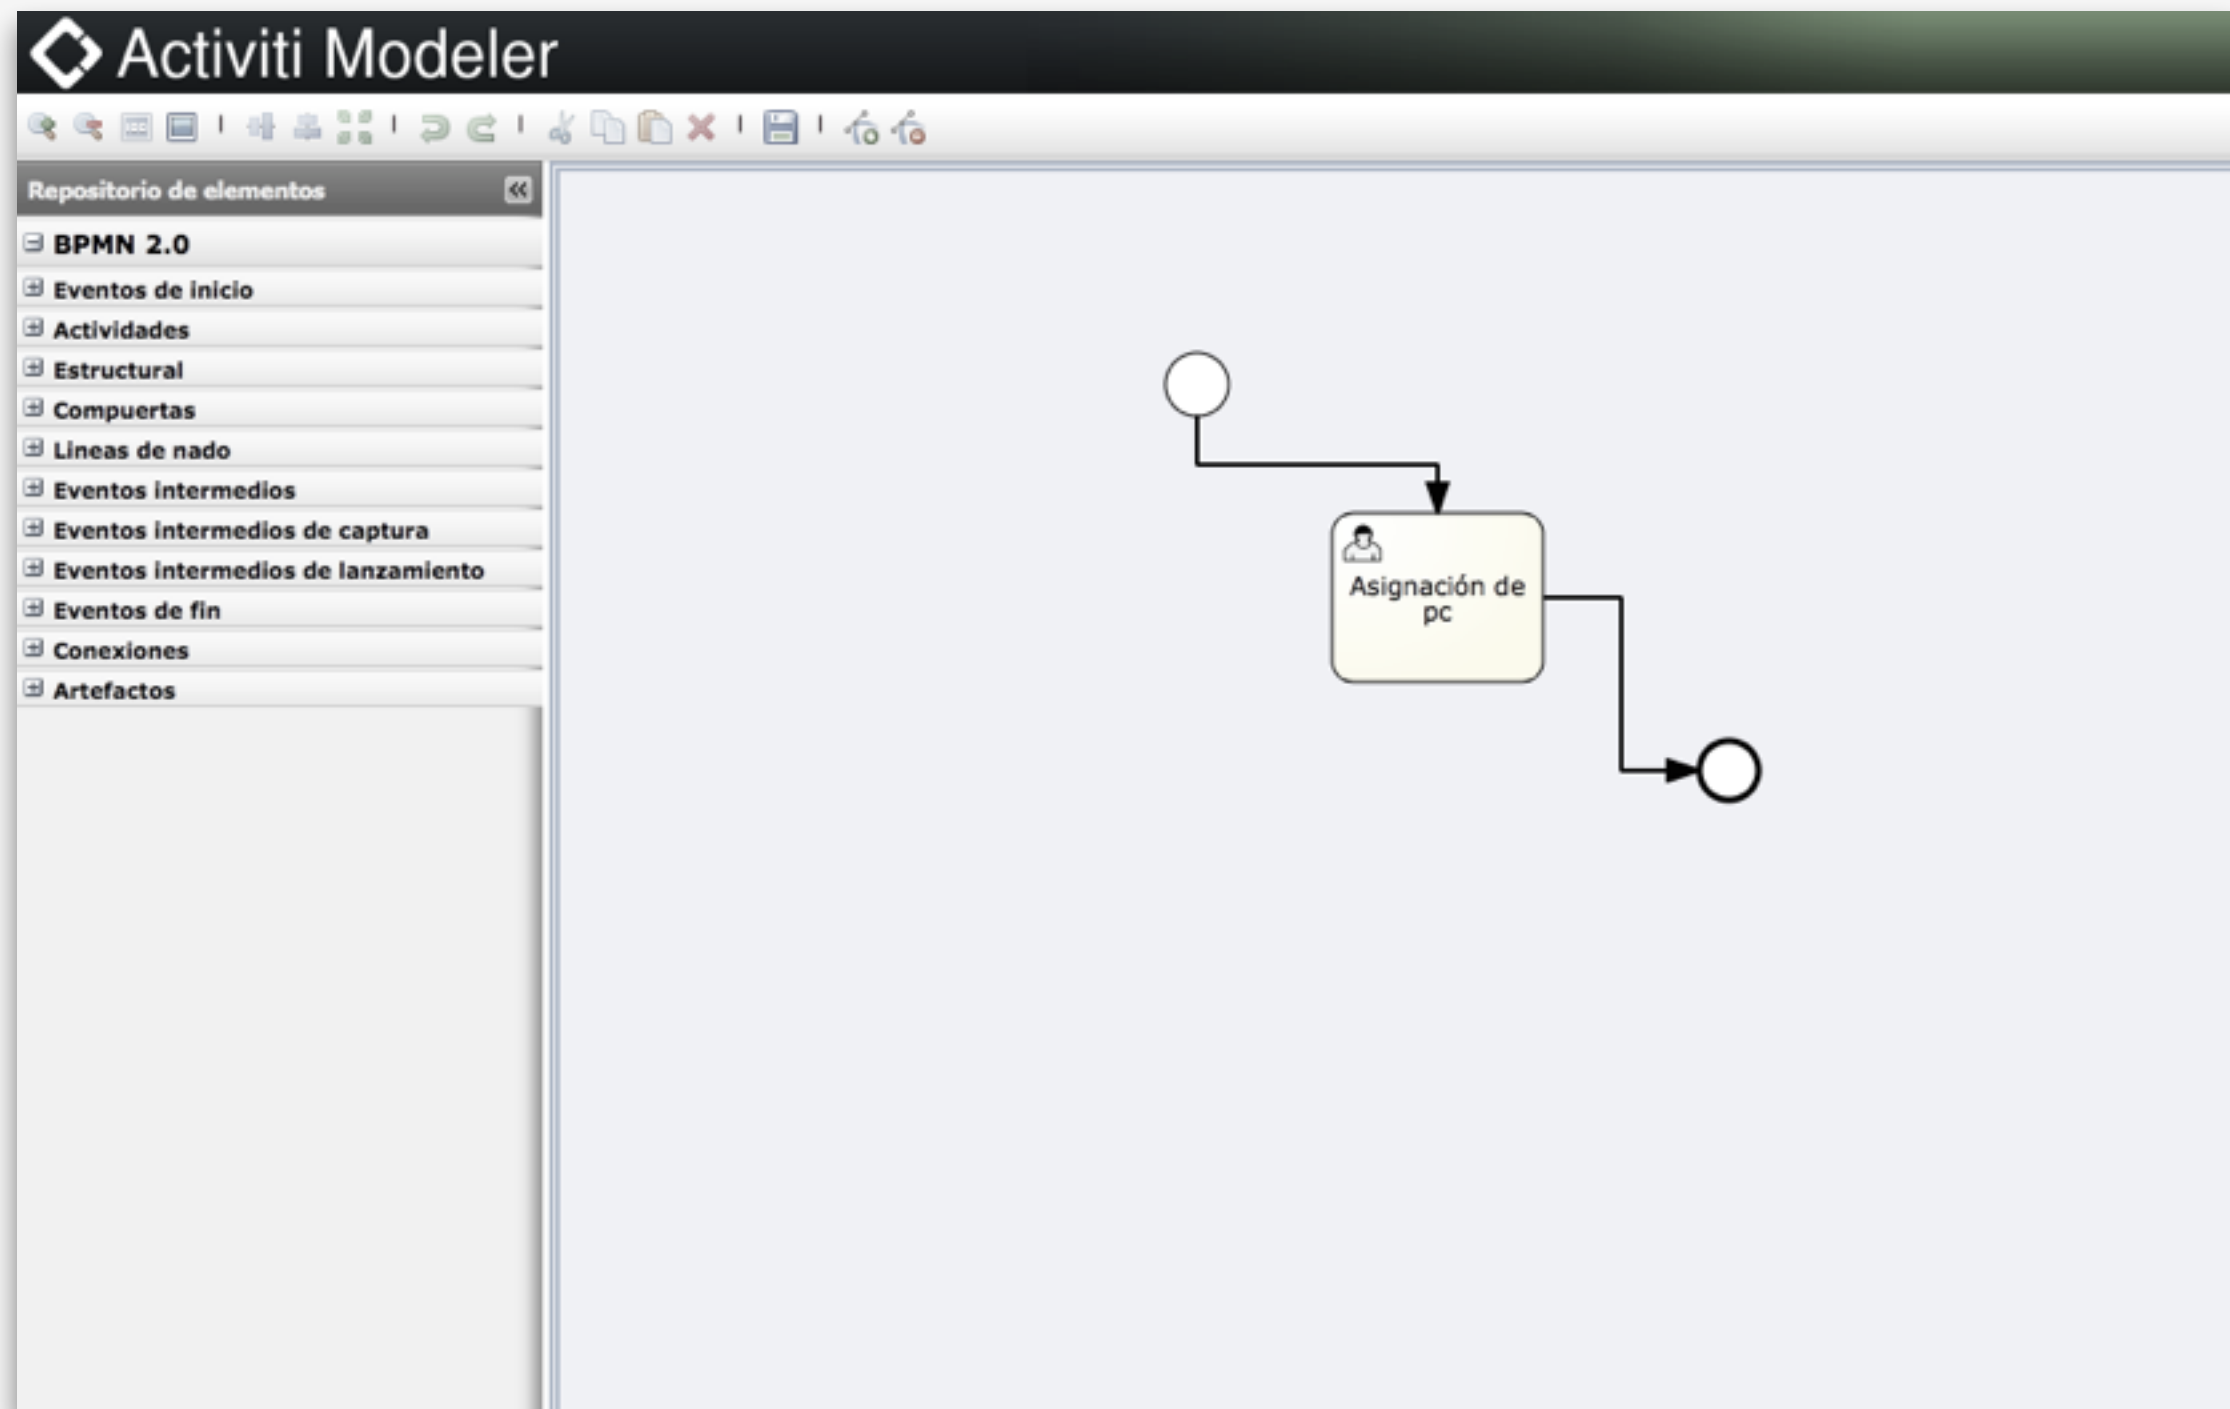 Activiti Modeler
Repositorio de elementos
BPMN 2.0
Eventos de inicio
Actividades
Estructural
Compuertas
Lineas de nado
Eventos intermedios
Eventos intermedios de captura
Eventos intermedios de lanzamiento
Eventos de fin
Conexiones
Artefactos
Asignación de
pc